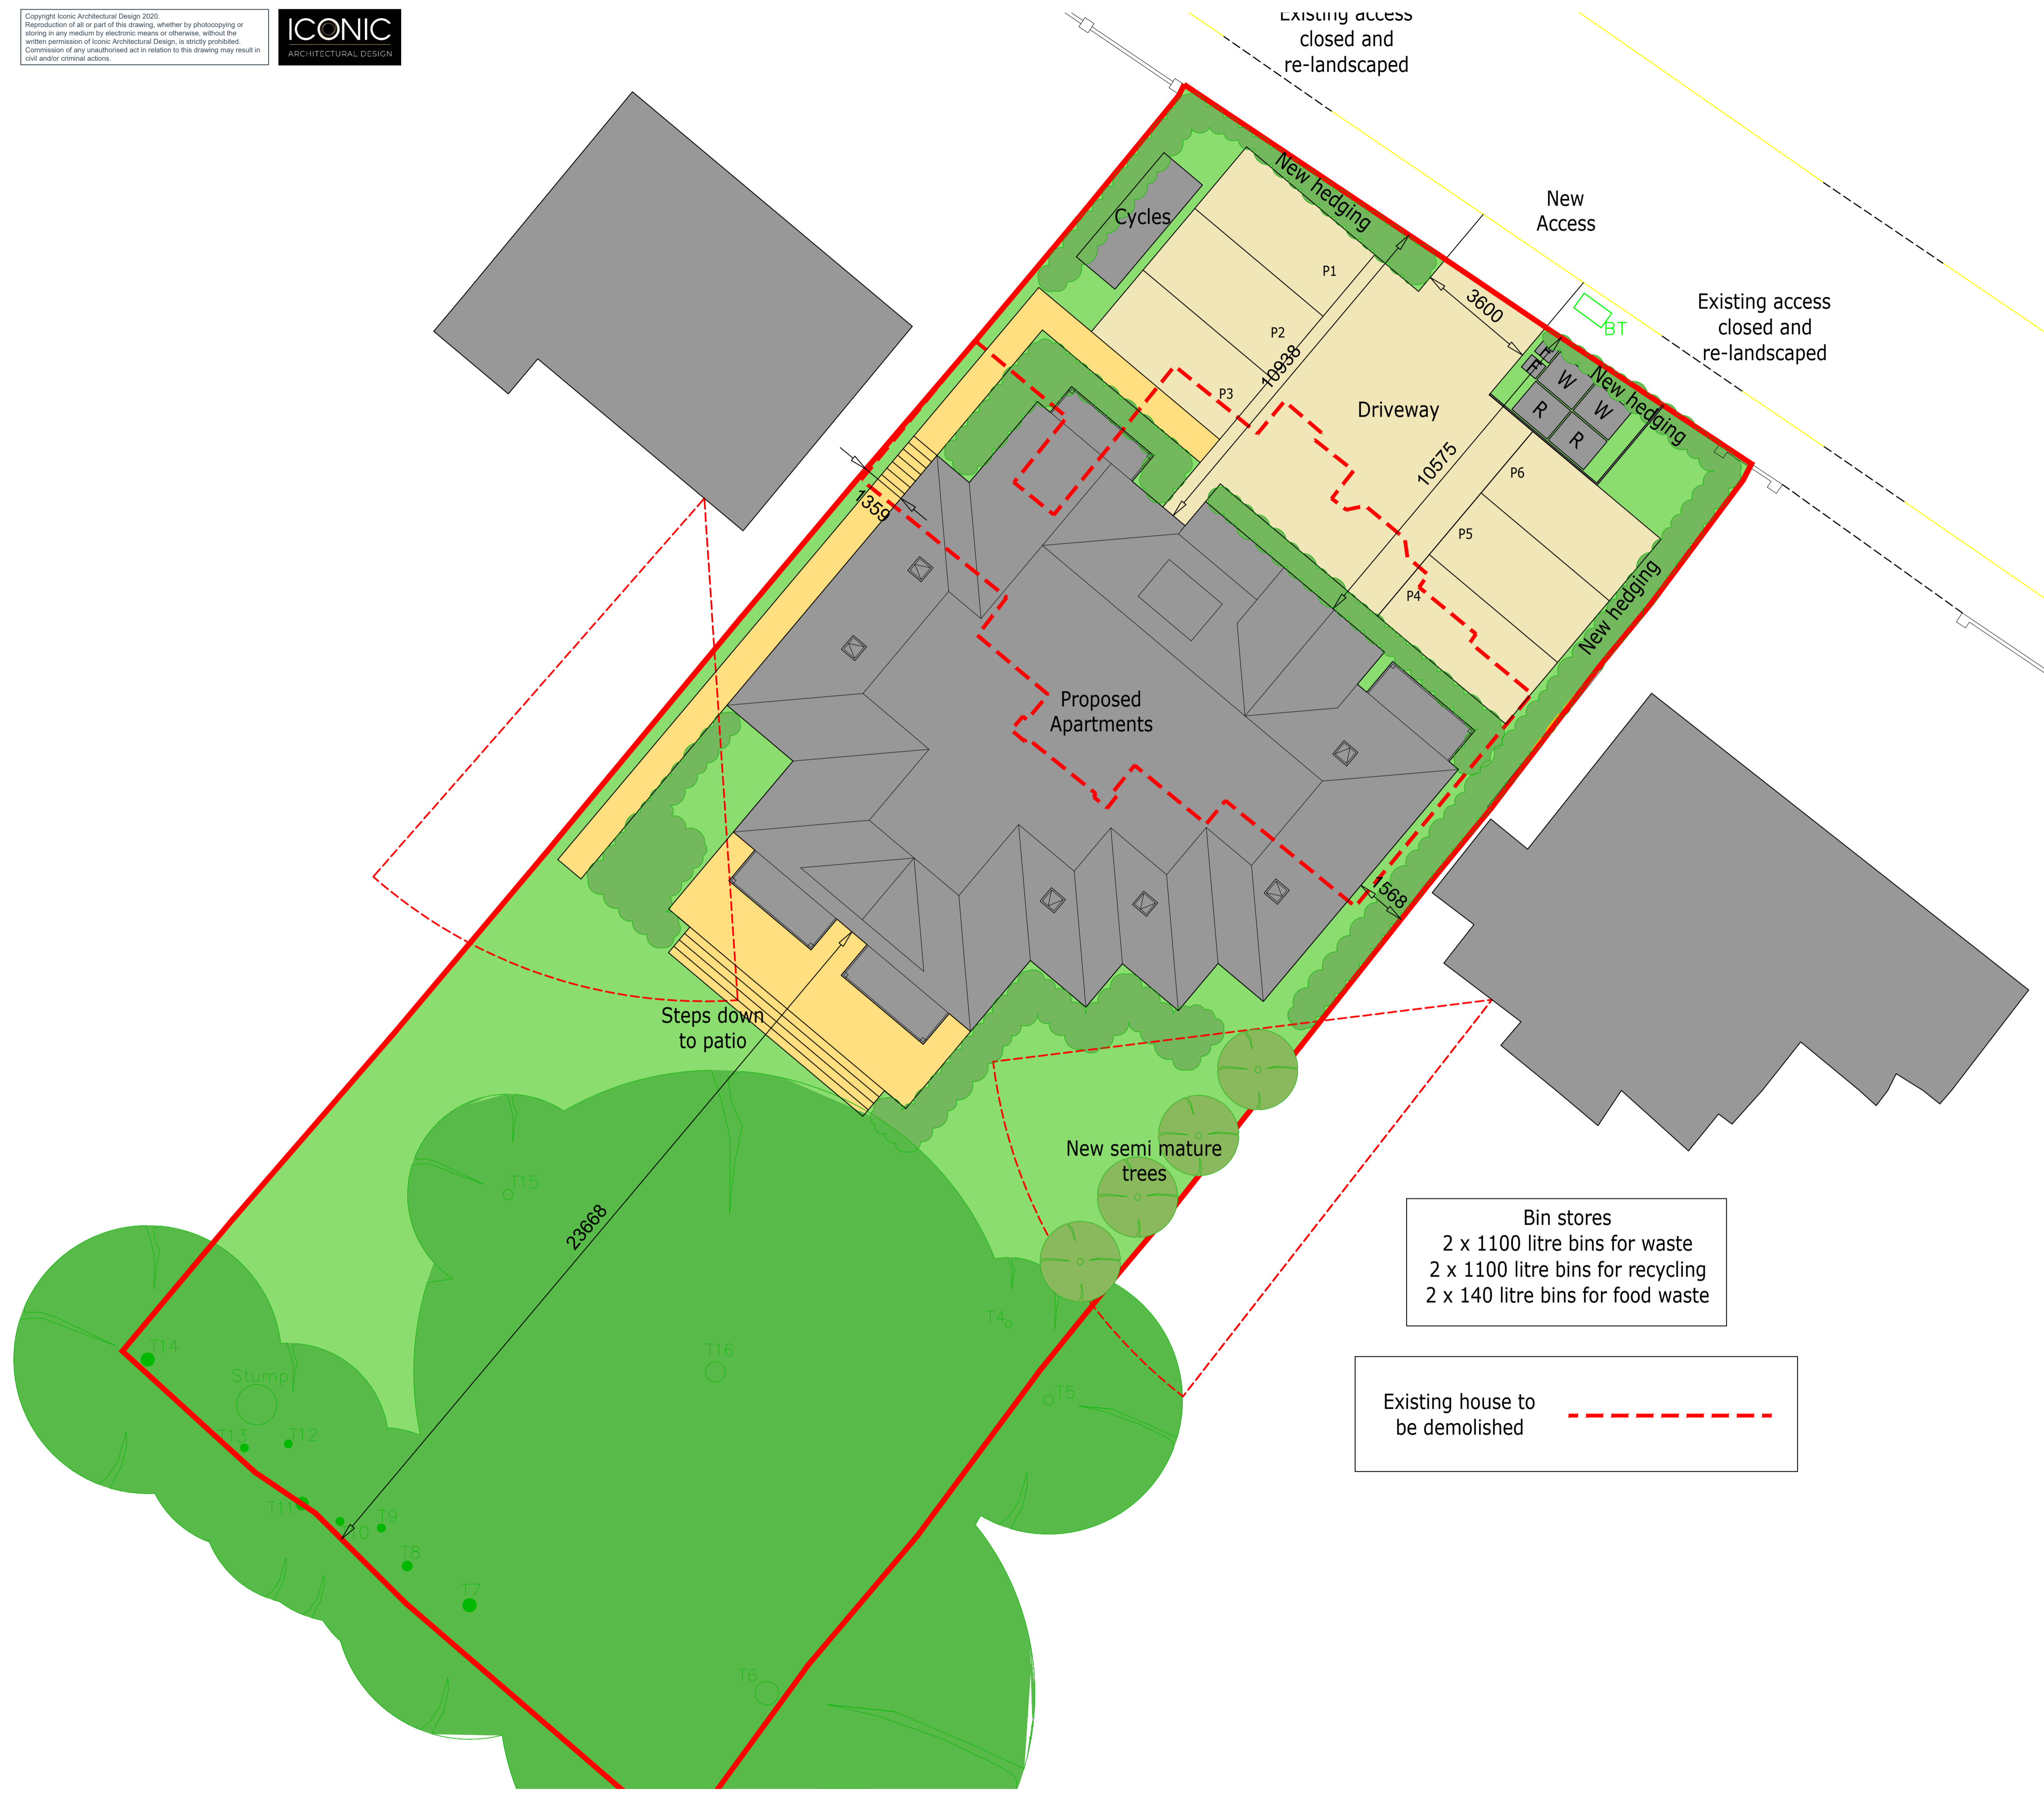 Copyright Iconic Architectural Design 2020.
Reproduction of all or part of this drawing, whether by photocopying or
storing in any medium by electronic means or otherwise, without the
written permission of Iconic Architectural Design, is strictly prohibited.
Commission of any unauthorised act in relation to this drawing may result in
civil and/or criminal actions.
ICONIC
ARCHITECTURAL DESIGN
Existing access
closed and
re-landscaped
New hedging
Cycles
New
Access
P1
3600
Existing access
closed and
re-landscaped
BT
P2
10938
F
F
W
W
R
R
New hedging
P3
Driveway
10575
P6
1359
P5
P4
New hedging
Proposed
Apartments
1568
Steps down
to patio
New semi mature
trees
T15
23668
Bin stores
2 x 1100 litre bins for waste
2 x 1100 litre bins for recycling
2 x 140 litre bins for food waste
T4
T14
T16
Stump
T5
Existing house to
be demolished
T13
T12
T11
T10
T9
T8
T7
T6